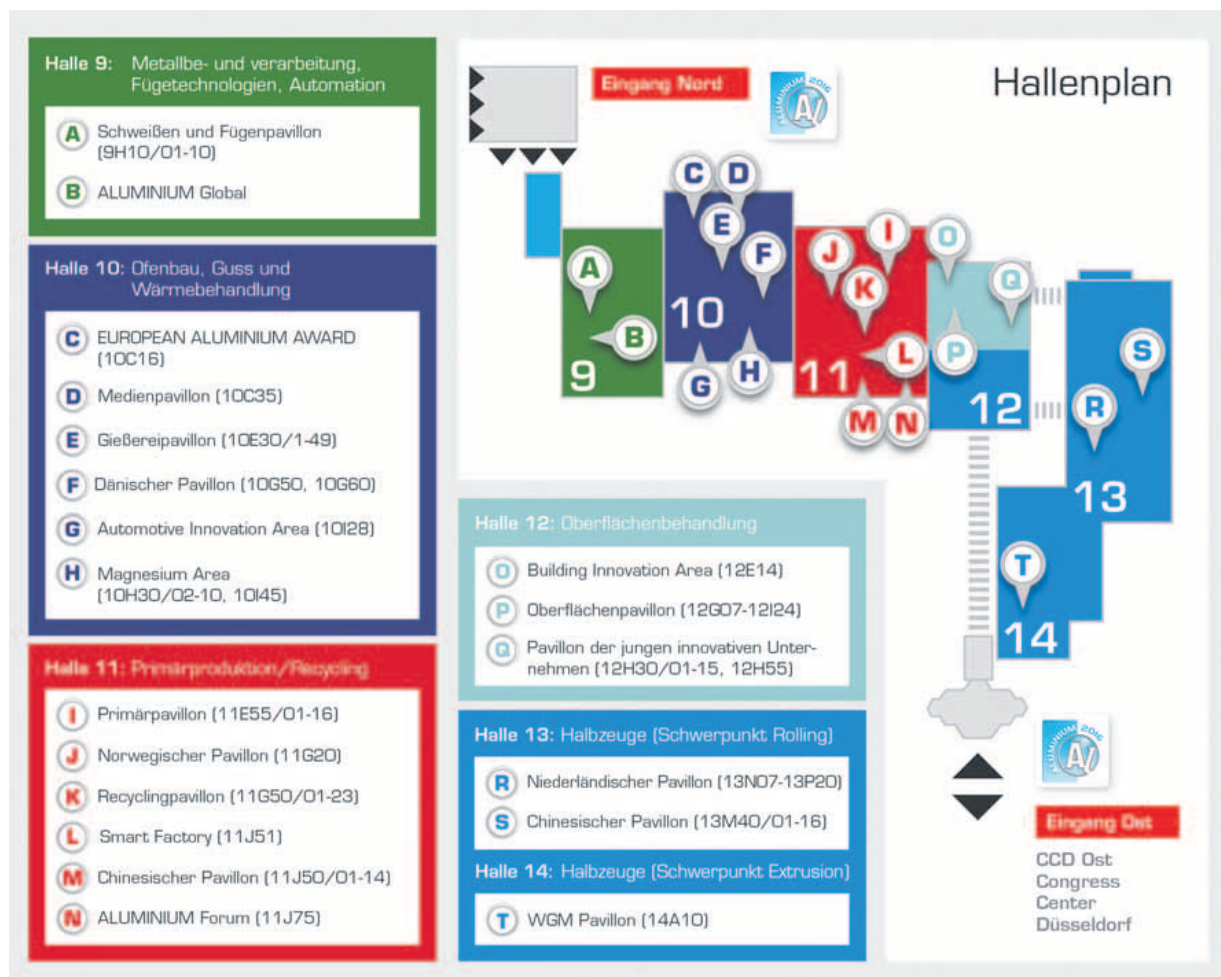 Halle 9: Metallbe- und verarbeitung,
Fügetechnologien, Automation
A Schweißen und Fügenpavillon
(9H10/01-10)
B ALUMINIUM Global
Halle 10: Ofenbau, Guss und
Wärmebehandlung
C EUROPEAN ALUMINIUM AWARD
(10C16)
D Medienpavillon (10C35)
E Gießereipavillon (10E30/1-49)
F Dänischer Pavillon (10G50, 10G60)
G Automotive Innovation Area (10I28)
H Magnesium Area
(10H30/02-10, 10I45)
Halle 11: Primärproduktion/Recycling
I Primärpavillon (11E55/01-16)
J Norwegischer Pavillon (11G20)
K Recyclingpavillon (11G50/01-23)
L Smart Factory (11J51)
M Chinesischer Pavillon (11J50/01-14)
N ALUMINIUM Forum (11J75)
Eingang Nord
ALUMINIUM 2016
Hallenplan
C D
E
F
A
B
10
9
G
H
I
J
K
L
11
M N
O
Q
P
12
S
R
13
T
14
Halle 12: Oberflächenbehandlung
O Building Innovation Area (12E14)
P Oberflächenpavillon (12G07-12I24)
Q Pavillon der jungen innovativen Unter-
nehmen (12H30/01-15, 12H55)
Halle 13: Halbzeuge (Schwerpunkt Rolling)
R Niederländischer Pavillon (13N07-13P20)
S Chinesischer Pavillon (13M40/01-16)
Halle 14: Halbzeuge (Schwerpunkt Extrusion)
T WGM Pavillon (14A10)
ALUMINIUM 2016
Eingang Ost
CCD Ost
Congress
Center
Düsseldorf